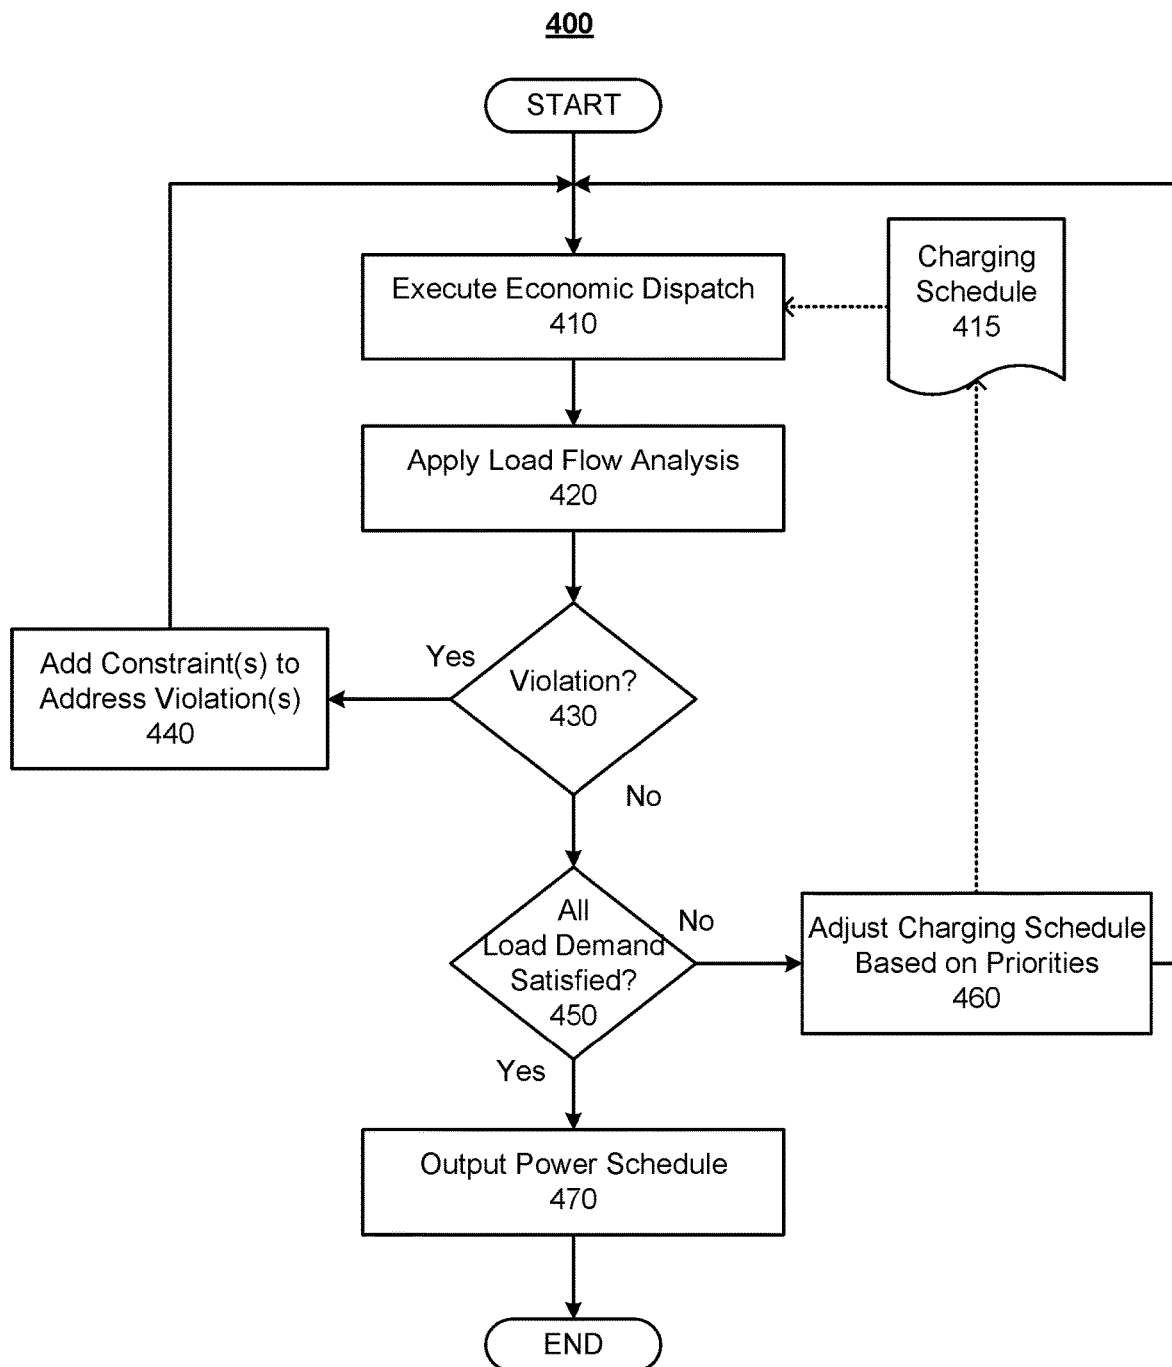 400
START
Execute Economic Dispatch
410
Charging
Schedule
415
Apply Load Flow Analysis
420
Violation?
430
Yes
No
Add Constraint(s) to
Address Violation(s)
440
All
Load Demand
Satisfied?
450
No
Yes
Adjust Charging Schedule
Based on Priorities
460
Output Power Schedule
470
END